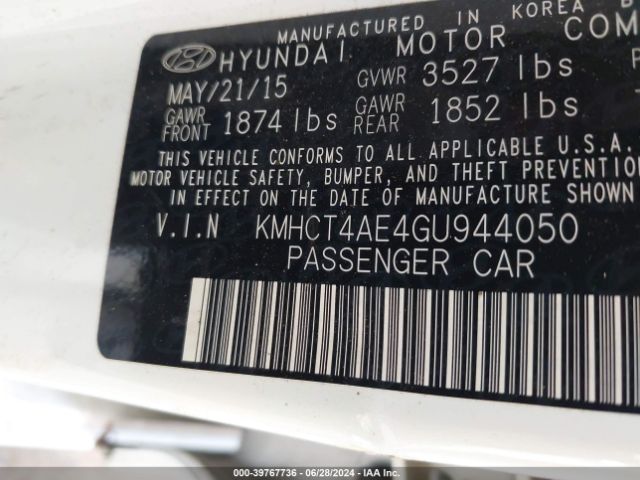 MANUFACTURED IN KOREA B
HYUNDAI MOTOR COM
MAY/21/15 GVWR 3527 lbs
GAWR FRONT 1874 lbs GAWR REAR 1852 lbs
THIS VEHICLE CONFORMS TO ALL APPLICABLE U.S.A.
MOTOR VEHICLE SAFETY, BUMPER, AND THEFT PREVENTION
IN EFFECT ON THE DATE OF MANUFACTURE SHOWN
V.I.N KMHCT4AE4GU944050
PASSENGER CAR
000-39767736 - 06/28/2024 - IAA Inc.